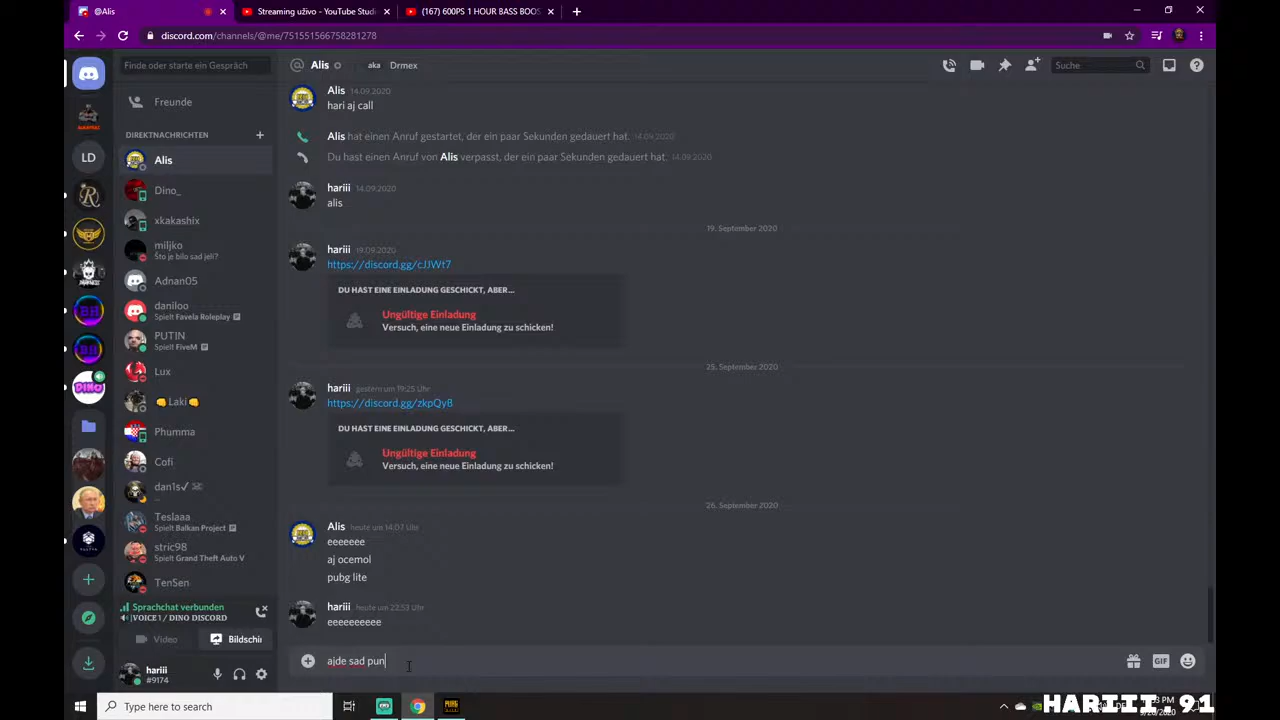 @Alis
Streaming uživo - YouTube Stud
(167) 600PS 1 HOUR BASS BOOS
discord.com/channels/@me/751551566758281278
Finde oder starte ein Gespräch
Alis
aka
Drmex
Suche
Freunde
DIREKTNACHRICHTEN
Alis
Dino_
xkakashix
miljko
Što je bilo sad jeli?
Adnan05
daniloo
Spielt Favela Roleplay
PUTIN
Spielt FiveM
Lux
👊Laki👊
Phumma
Cofi
dan1s✓
...
Teslaaa
Spielt Balkan Project
stric98
Spielt Grand Theft Auto V
TenSen
Sprachchat verbunden
VOICE 1 / DINO DISCORD
Video
Bildschir
hariii
#9174
LD
BH
BH
DINO
Alis 14.09.2020
hari aj call
Alis hat einen Anruf gestartet, der ein paar Sekunden gedauert hat. 14.09.2020
Du hast einen Anruf von Alis verpasst, der ein paar Sekunden gedauert hat. 14.09.2020
hariii 14.09.2020
alis
19. September 2020
hariii 19.09.2020
https://discord.gg/cJJWt7
DU HAST EINE EINLADUNG GESCHICKT, ABER...
Ungültige Einladung
Versuch, eine neue Einladung zu schicken!
25. September 2020
hariii gestern um 19:25 Uhr
https://discord.gg/zkpQyB
DU HAST EINE EINLADUNG GESCHICKT, ABER...
Ungültige Einladung
Versuch, eine neue Einladung zu schicken!
26. September 2020
Alis heute um 14:07 Uhr
eeeeeee
aj ocemol
pubg lite
hariii heute um 22:53 Uhr
eeeeeeeeee
ajde sad pun
GIF
Type here to search
HARIII. 91